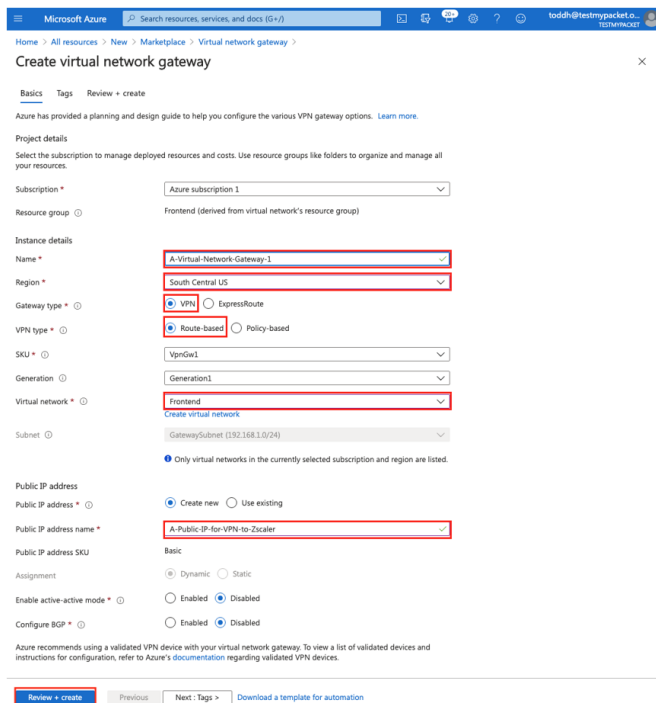 Microsoft Azure
Search resources, services, and docs (G+/)
20+
toddh@testmypacket.o...
TESTMYPACKET
Home > All resources > New > Marketplace > Virtual network gateway >
Create virtual network gateway
Basics Tags Review + create
Azure has provided a planning and design guide to help you configure the various VPN gateway options. Learn more.
Project details
Select the subscription to manage deployed resources and costs. Use resource groups like folders to organize and manage all
your resources.
Subscription * Azure subscription 1
Resource group Frontend (derived from virtual network's resource group)
Instance details
Name * A-Virtual-Network-Gateway-1
Region * South Central US
Gateway type * VPN ExpressRoute
VPN type * Route-based Policy-based
SKU * VpnGw1
Generation Generation1
Virtual network * Frontend
Create virtual network
Subnet GatewaySubnet (192.168.1.0/24)
Only virtual networks in the currently selected subscription and region are listed.
Public IP address
Public IP address * Create new Use existing
Public IP address name * A-Public-IP-for-VPN-to-Zscaler
Public IP address SKU Basic
Assignment Dynamic Static
Enable active-active mode * Enabled Disabled
Configure BGP * Enabled Disabled
Azure recommends using a validated VPN device with your virtual network gateway. To view a list of validated devices and
instructions for configuration, refer to Azure's documentation regarding validated VPN devices.
Review + create Previous Next : Tags > Download a template for automation